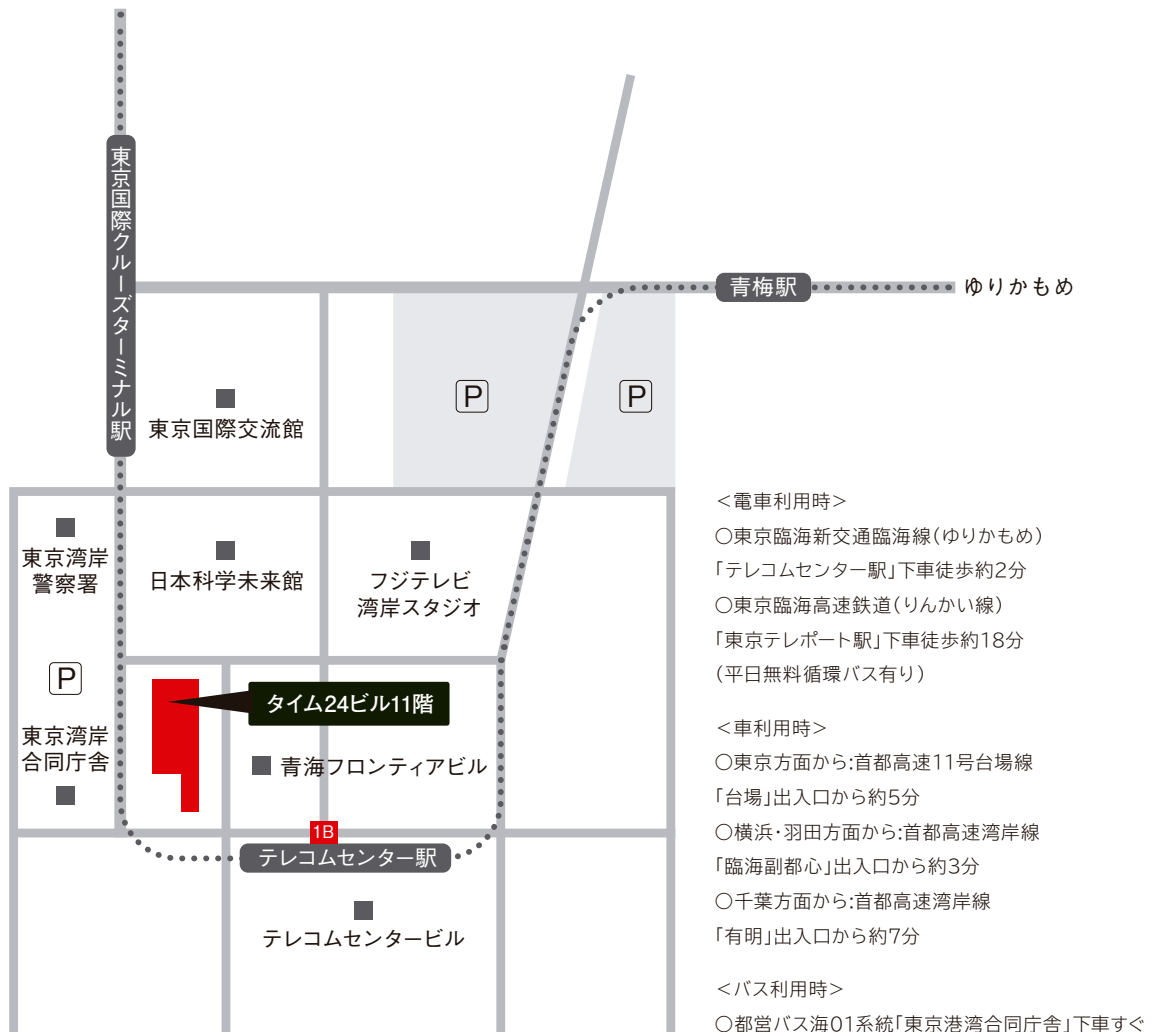 東京国際クルーズターミナル駅
青梅駅
ゆりかもめ
P
P
東京国際交流館
東京湾岸
警察署
日本科学未来館
フジテレビ
湾岸スタジオ
P
タイム24ビル11階
東京湾岸
合同庁舎
青海フロンティアビル
1B
テレコムセンター駅
テレコムセンタービル
<電車利用時>
○東京臨海新交通臨海線(ゆりかもめ)
「テレコムセンター駅」下車徒歩約2分
○東京臨海高速鉄道(りんかい線)
「東京テレポート駅」下車徒歩約18分
(平日無料循環バス有り)
<車利用時>
○東京方面から:首都高速11号台場線
「台場」出入口から約5分
○横浜・羽田方面から:首都高速湾岸線
「臨海副都心」出入口から約3分
○千葉方面から:首都高速湾岸線
「有明」出入口から約7分
<バス利用時>
○都営バス海01系統「東京港湾合同庁舎」下車すぐ